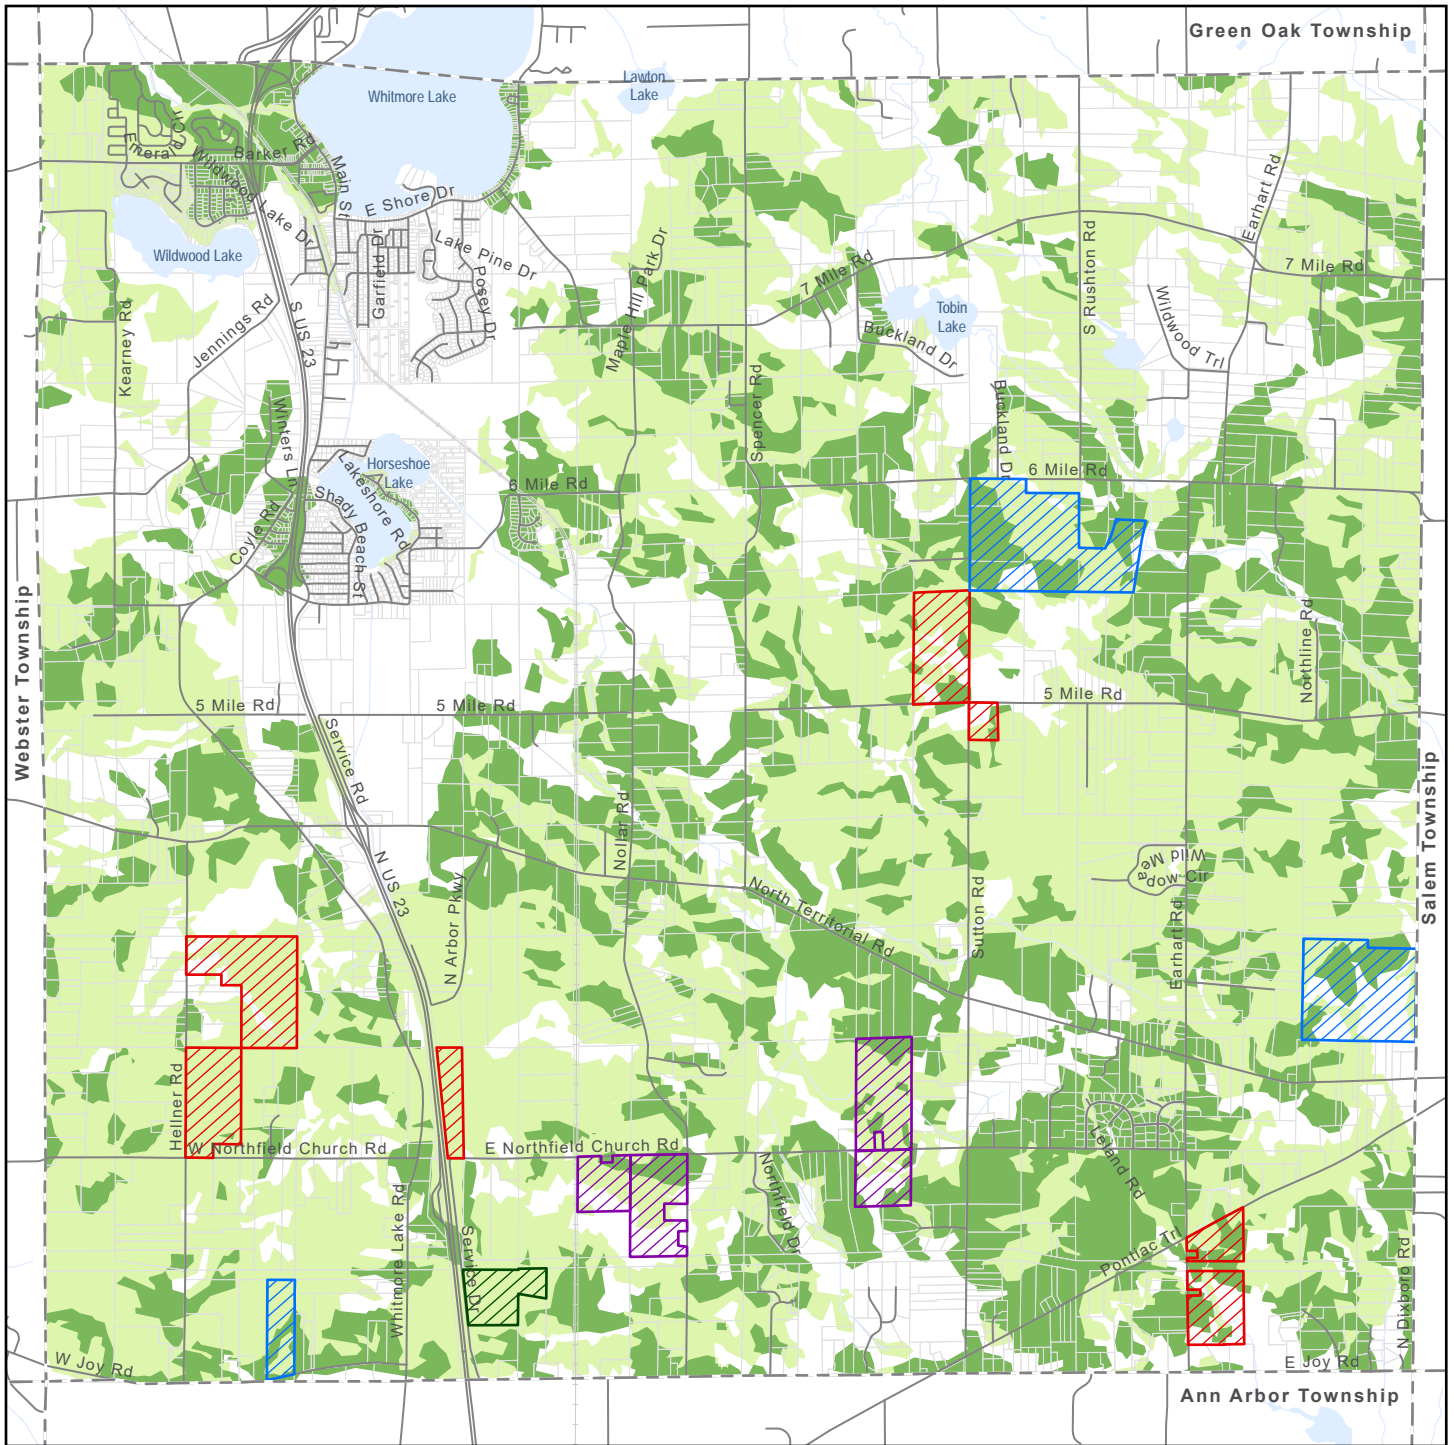 Green Oak Township
Lawton
Lake
Whitmore Lake
Emerald Cir
Barker Rd
Main St
Wildwood Lake Dr
E Shore Dr
Wildwood Lake
Garfield Dr
Lake Pine Dr
Posey Dr
Maple Hill Park Dr
7 Mile Rd
S Rushton Rd
Earhart Rd
7 Mile Rd
Tobin
Lake
Buckland Dr
Wildwood Trl
Kearney Rd
Jennings Rd
S US 23
Spencer Rd
Buckland Dr
Winters Ln
Horseshoe
Lake
Lakeshore Rd
Shady Beach St
Coyle Rd
6 Mile Rd
6 Mile Rd
Webster Township
Northline Rd
5 Mile Rd
5 Mile Rd
5 Mile Rd
Service Rd
Salem Township
Nollar Rd
N US 23
N Arbor Pkwy
North Territorial Rd
Sutton Rd
Wild Meadow Cir
Earhart Rd
Hellner Rd
W Northfield Church Rd
E Northfield Church Rd
Northfield Dr
Leland Rd
Whitmore Lake Rd
Service Dr
Pontiac Trl
N Dixboro Rd
W Joy Rd
E Joy Rd
Ann Arbor Township